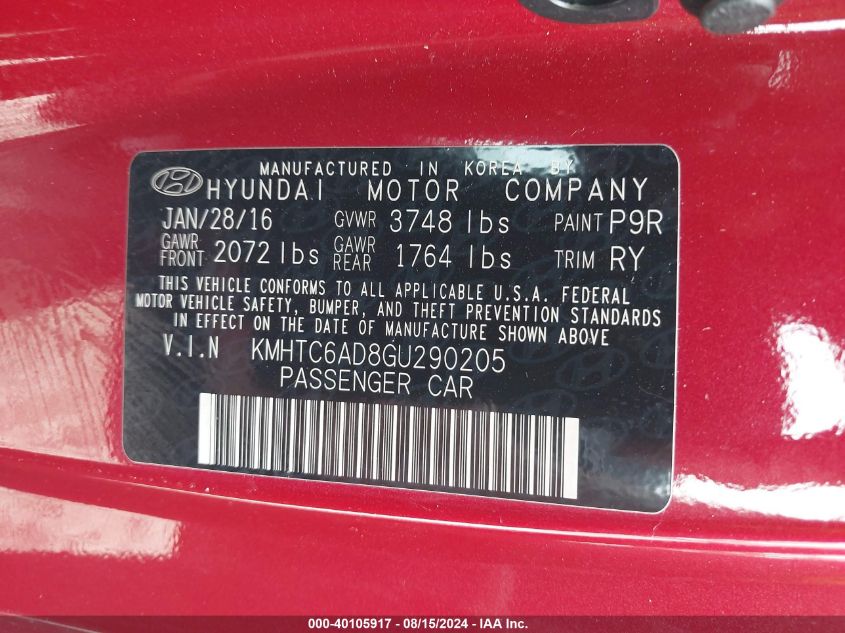 MANUFACTURED IN KOREA BY
HYUNDAI MOTOR COMPANY
JAN/28/16 GVWR 3748 lbs PAINT P9R
GAWR FRONT 2072 lbs GAWR REAR 1764 lbs TRIM RY
THIS VEHICLE CONFORMS TO ALL APPLICABLE U.S.A. FEDERAL
MOTOR VEHICLE SAFETY, BUMPER, AND THEFT PREVENTION STANDARDS
IN EFFECT ON THE DATE OF MANUFACTURE SHOWN ABOVE
V.I.N KMHTC6AD8GU290205
PASSENGER CAR
000-40105917 - 08/15/2024 - IAA Inc.